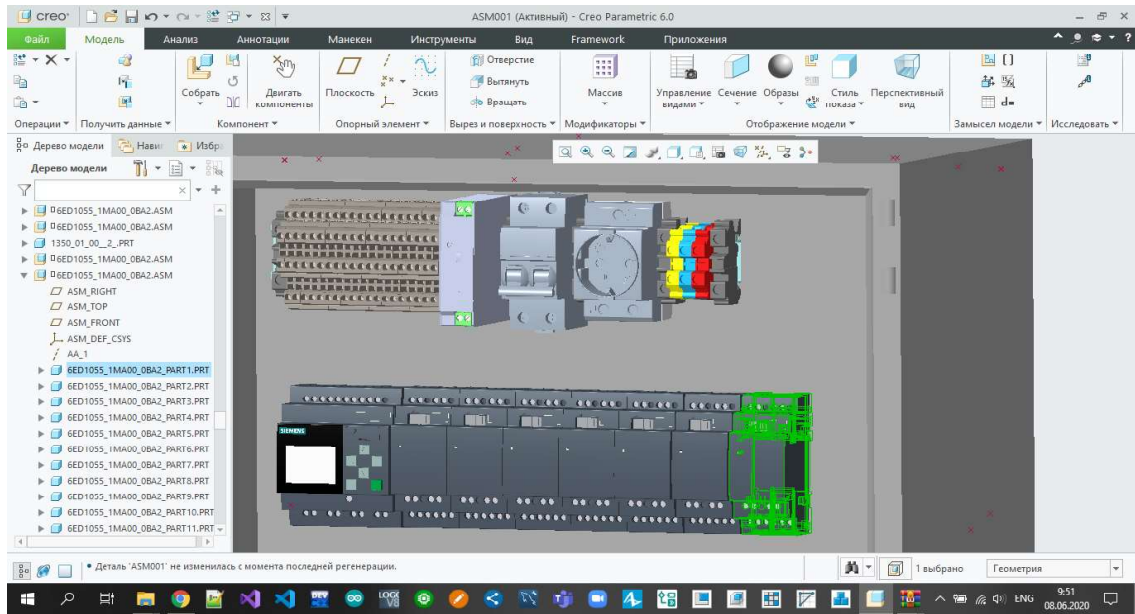 creo
ASM001 (Активный) - Creo Parametric 6.0
Файл Модель Анализ Аннотации Манекен Инструменты Вид Framework Приложения
Отверстие
Вытянуть
Вращать
Собрать Двигать компоненты Плоскость Эскиз Массив Управление видами Сечение Образы Стиль показа Перспективный вид
d=
Операции Получить данные Компонент Опорный элемент Вырез и поверхность Модификаторы Отображение модели Замысел модели Исследовать
Дерево модели Нави Избр
Дерево модели
6ED1055_1MA00_0BA2.ASM
6ED1055_1MA00_0BA2.ASM
1350_01_00__2_.PRT
6ED1055_1MA00_0BA2.ASM
6ED1055_1MA00_0BA2.ASM
ASM_RIGHT
ASM_TOP
ASM_FRONT
ASM_DEF_CSYS
AA_1
6ED1055_1MA00_0BA2_PART1.PRT
6ED1055_1MA00_0BA2_PART2.PRT
6ED1055_1MA00_0BA2_PART3.PRT
6ED1055_1MA00_0BA2_PART4.PRT
6ED1055_1MA00_0BA2_PART5.PRT
6ED1055_1MA00_0BA2_PART6.PRT
6ED1055_1MA00_0BA2_PART7.PRT
6ED1055_1MA00_0BA2_PART8.PRT
6ED1055_1MA00_0BA2_PART9.PRT
6ED1055_1MA00_0BA2_PART10.PRT
6ED1055_1MA00_0BA2_PART11.PRT
SIEMENS
• Деталь 'ASM001' не изменилась с момента последней регенерации.
1 выбрано
Геометрия
ENG
9:51
08.06.2020